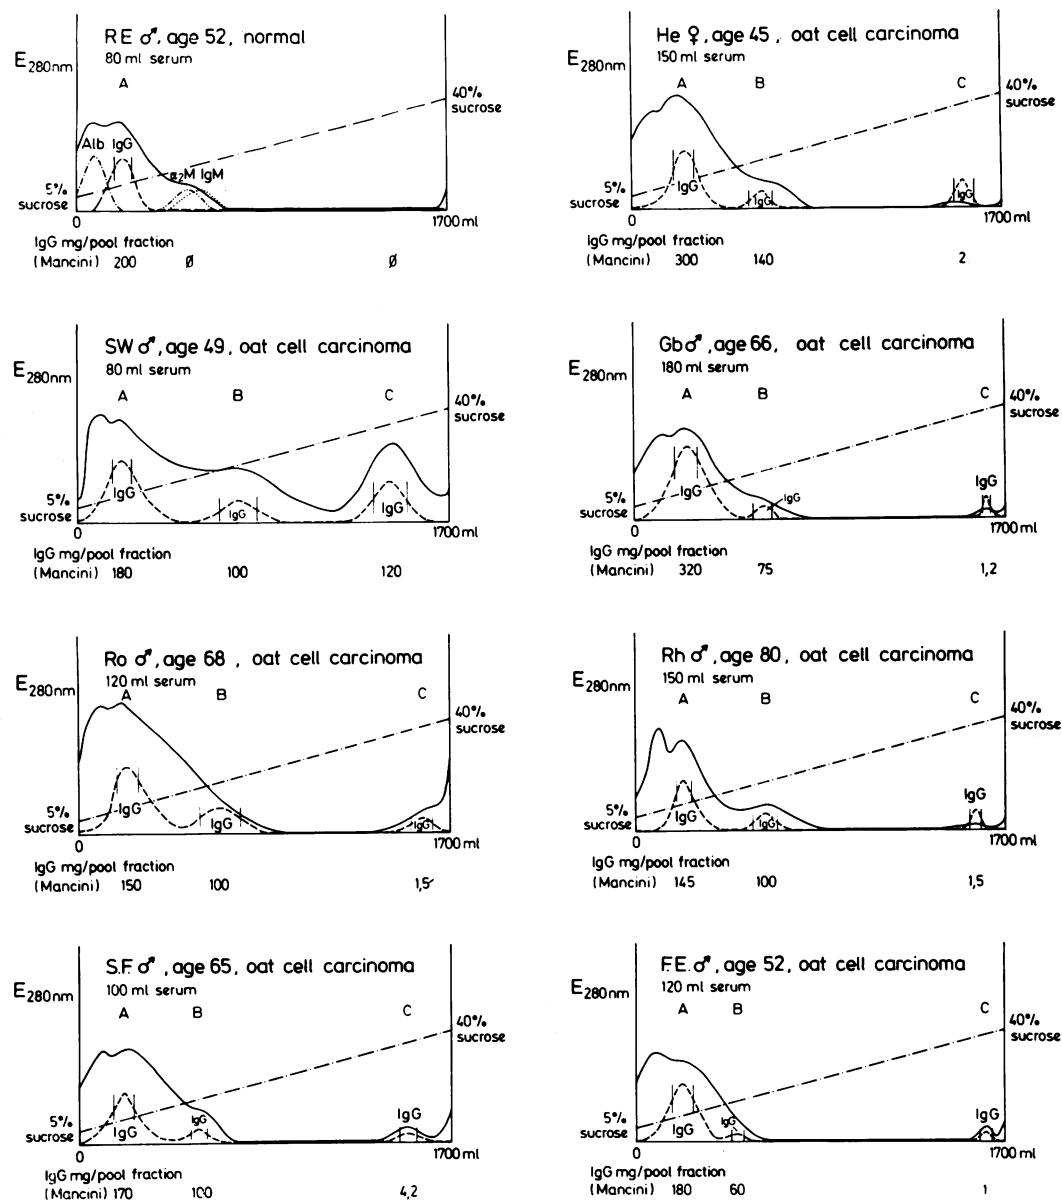 RE ♂, age 52, normal
80 ml serum
E280nm
A
40% sucrose
Alb IgG
α2M IgM
5% sucrose
0 1700 ml
IgG mg/pool fraction
(Mancini) 200 ø ø
He ♀, age 45, oat cell carcinoma
150 ml serum
E280nm
A B C
40% sucrose
IgG IgG IgG
5% sucrose
0 1700 ml
IgG mg/pool fraction
(Mancini) 300 140 2
SW ♂, age 49, oat cell carcinoma
80 ml serum
E280nm
A B C
40% sucrose
IgG IgG IgG
5% sucrose
0 1700 ml
IgG mg/pool fraction
(Mancini) 180 100 120
Gb ♂, age 66, oat cell carcinoma
180 ml serum
E280nm
A B C
40% sucrose
IgG IgG IgG
5% sucrose
0 1700 ml
IgG mg/pool fraction
(Mancini) 320 75 1,2
Ro ♂, age 68, oat cell carcinoma
120 ml serum
E280nm
A B C
40% sucrose
IgG IgG IgG
5% sucrose
0 1700 ml
IgG mg/pool fraction
(Mancini) 150 100 1,5
Rh ♂, age 80, oat cell carcinoma
150 ml serum
E280nm
A B C
40% sucrose
IgG IgG IgG
5% sucrose
0 1700 ml
IgG mg/pool fraction
(Mancini) 145 100 1,5
S.F. ♂, age 65, oat cell carcinoma
100 ml serum
E280nm
A B C
40% sucrose
IgG IgG IgG
5% sucrose
0 1700 ml
IgG mg/pool fraction
(Mancini) 170 100 4,2
F.E. ♂, age 52, oat cell carcinoma
120 ml serum
E280nm
A B C
40% sucrose
IgG IgG IgG
5% sucrose
0 1700 ml
IgG mg/pool fraction
(Mancini) 180 60 1